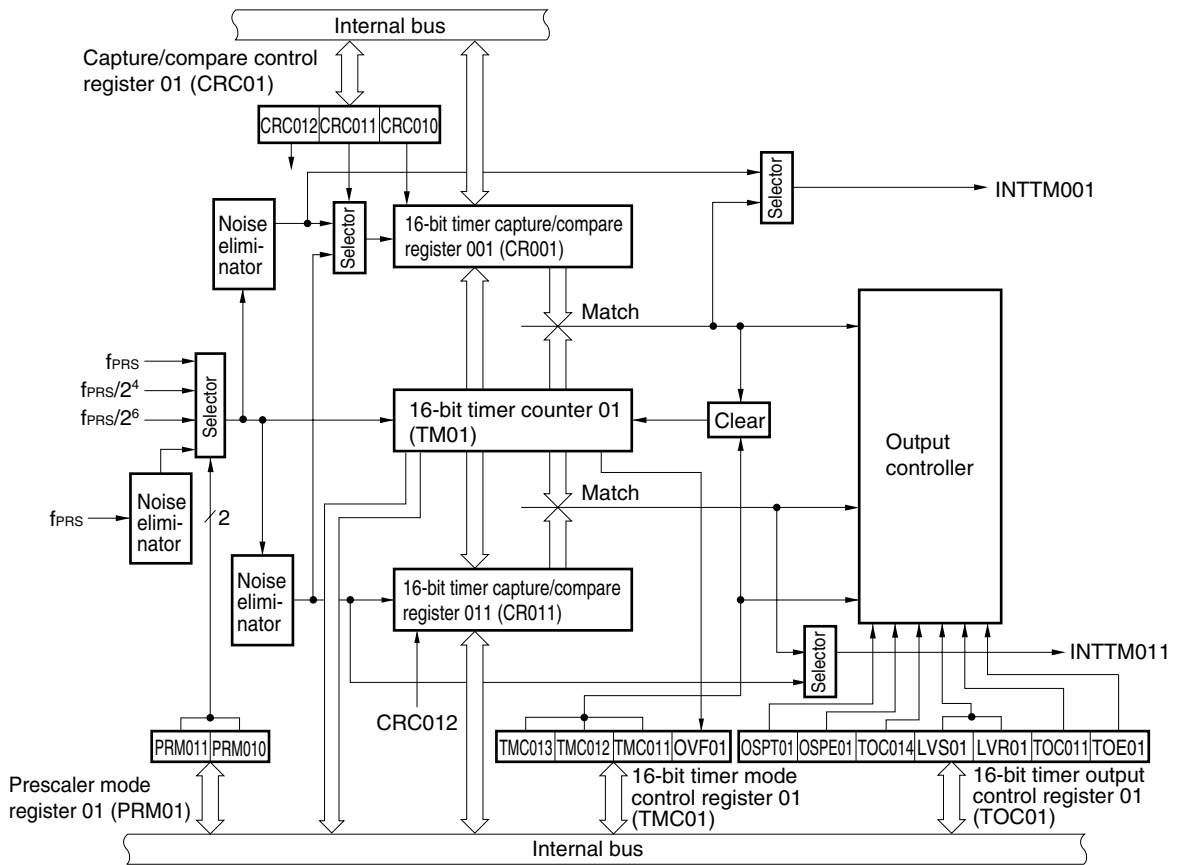 Internal bus
Capture/compare control
register 01 (CRC01)
CRC012 CRC011 CRC010
Selector
INTTM001
Noise
elimi-
nator
Selector
16-bit timer capture/compare
register 001 (CR001)
Match
fPRS
fPRS/2⁴
fPRS/2⁶
Selector
16-bit timer counter 01
(TM01)
Clear
Output
controller
fPRS
Noise
elimi-
nator
2
Match
Noise
elimi-
nator
16-bit timer capture/compare
register 011 (CR011)
Selector
INTTM011
CRC012
PRM011 PRM010
TMC013 TMC012 TMC011 OVF01
OSPT01 OSPE01 TOC014 LVS01 LVR01 TOC011 TOE01
Prescaler mode
register 01 (PRM01)
16-bit timer mode
control register 01
(TMC01)
16-bit timer output
control register 01
(TOC01)
Internal bus